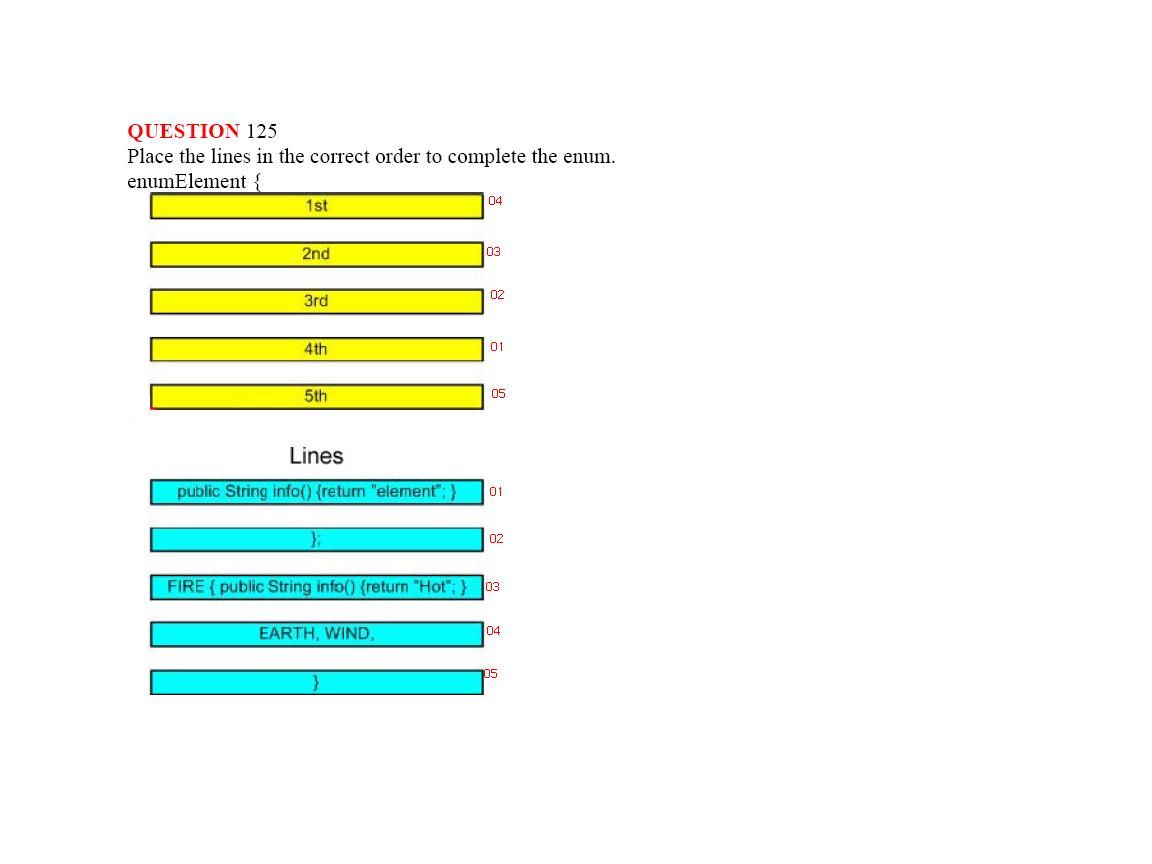 QUESTION 125
Place the lines in the correct order to complete the enum.
enumElement {
1st 04
2nd 03
3rd 02
4th 01
5th 05
Lines
public String info() {return "element"; } 01
}; 02
FIRE { public String info() {return "Hot"; } 03
EARTH, WIND, 04
} 05